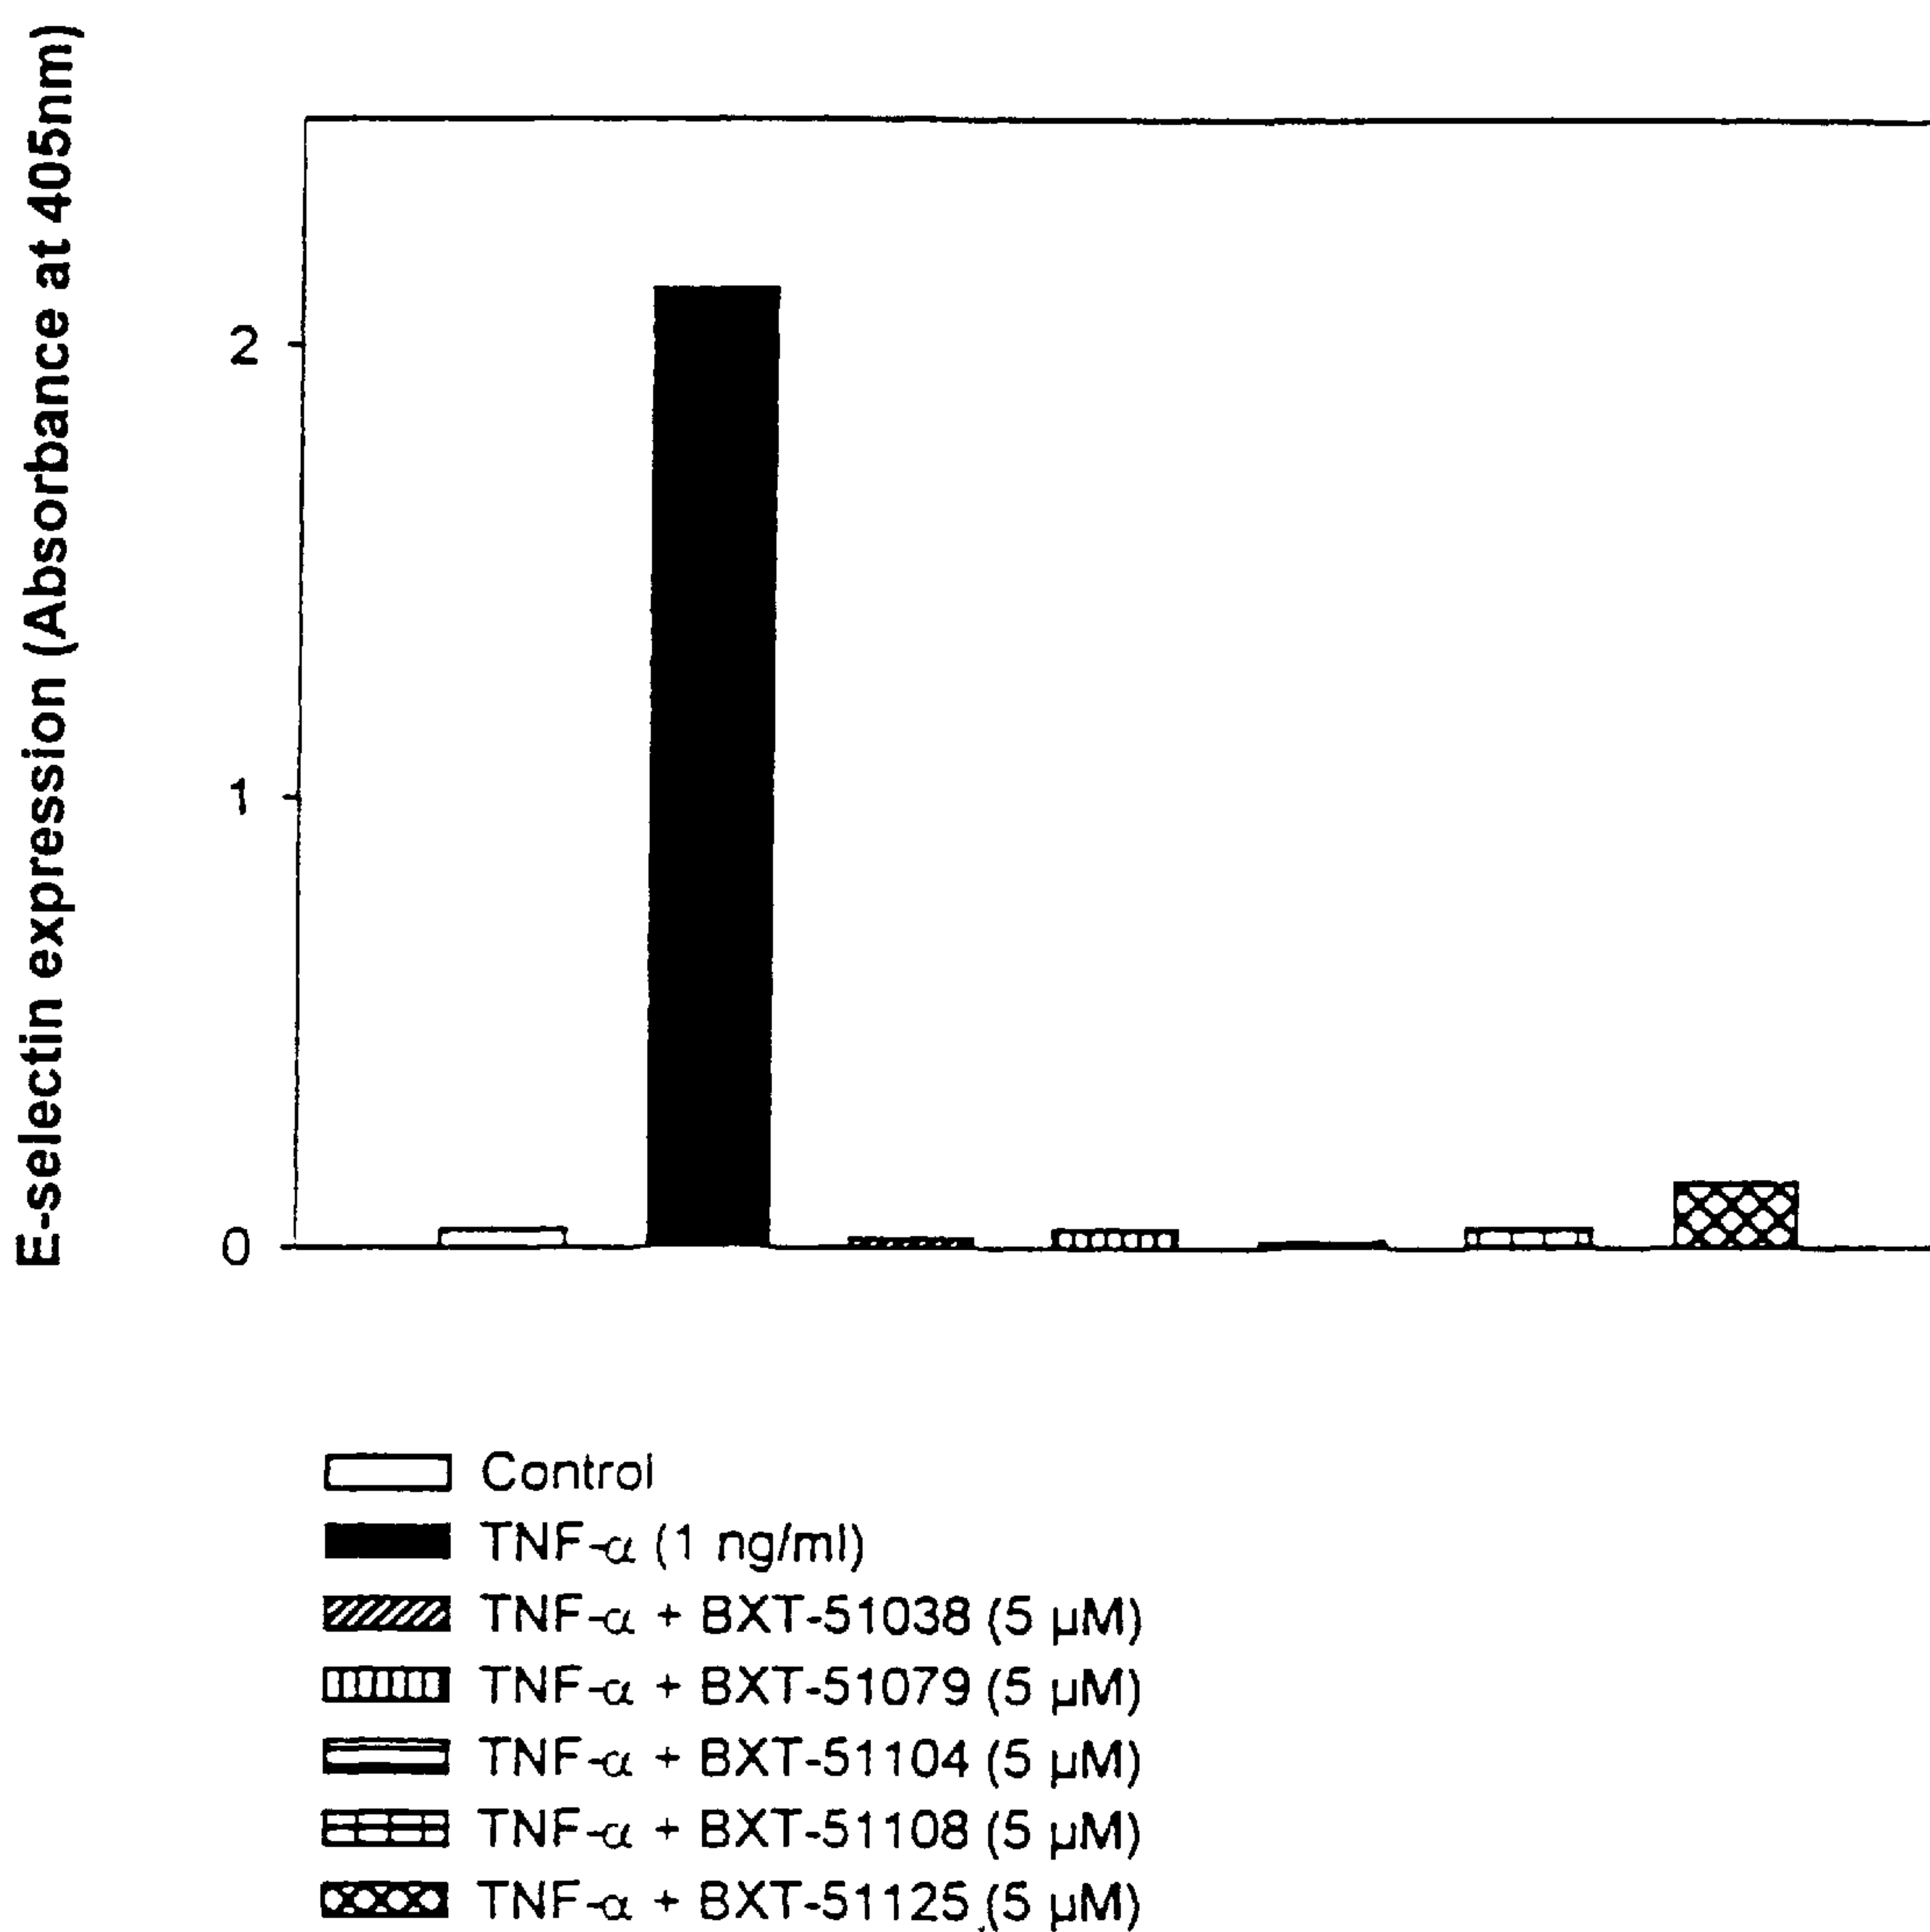 E-selectin expression (Absorbance at 405nm)
2
1
0
Control
TNF-α (1 ng/ml)
TNF-α + BXT-51038 (5 µM)
TNF-α + BXT-51079 (5 µM)
TNF-α + BXT-51104 (5 µM)
TNF-α + BXT-51108 (5 µM)
TNF-α + BXT-51125 (5 µM)